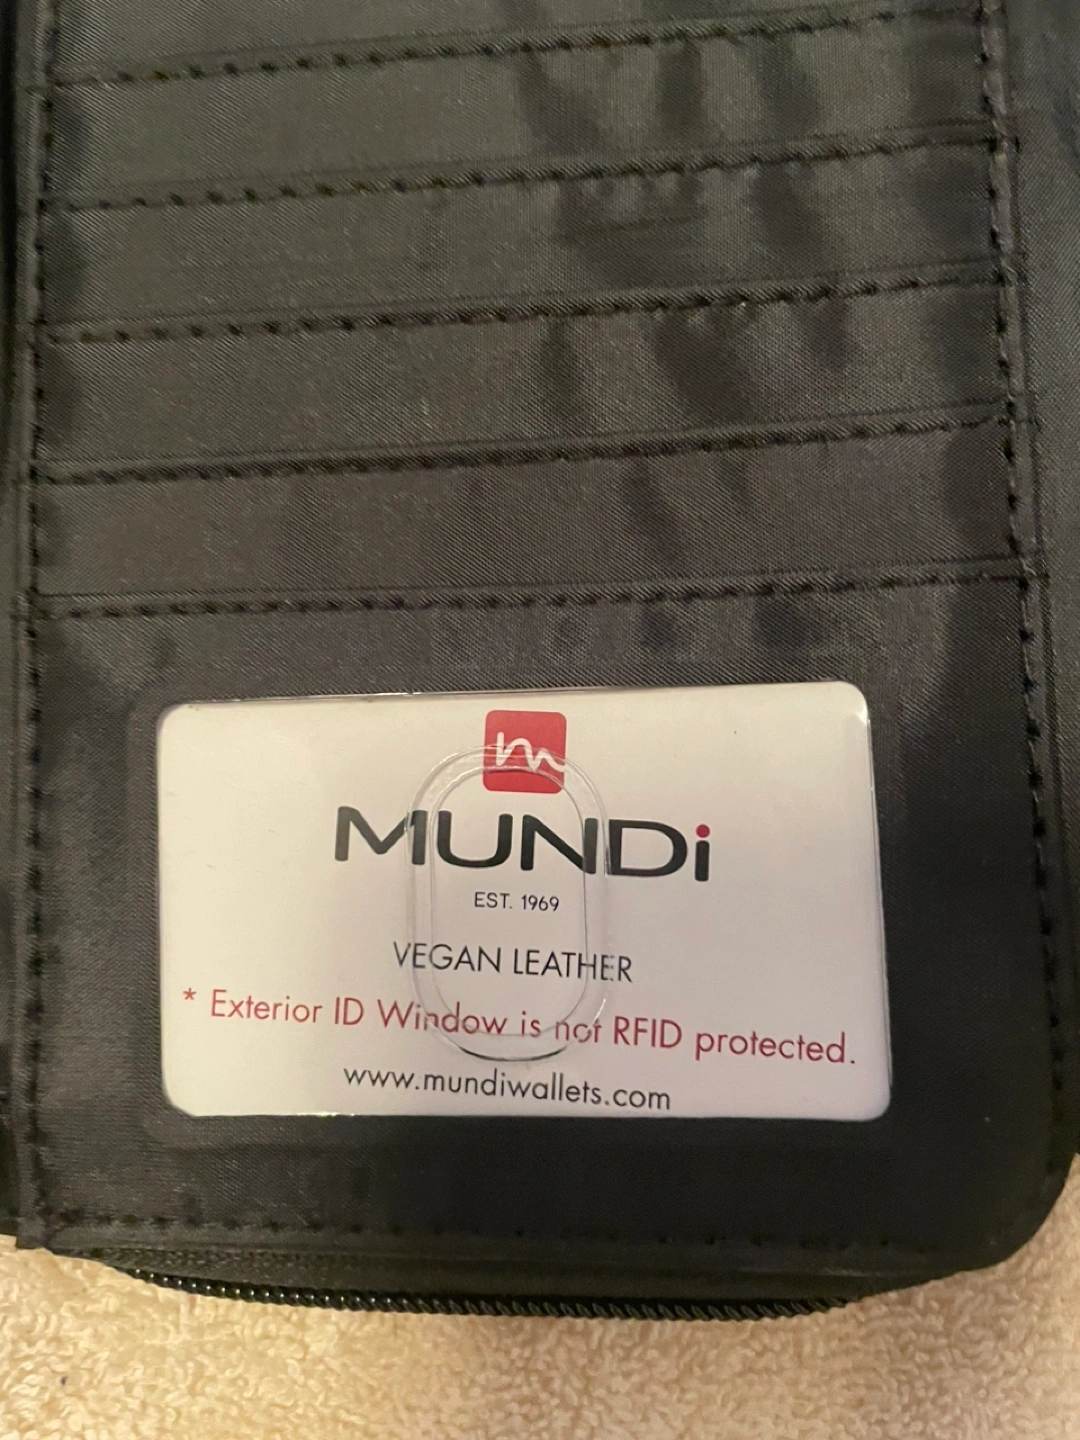 m
MUNDi
EST. 1969
VEGAN LEATHER
* Exterior ID Window is not RFID protected.
www.mundiwallets.com